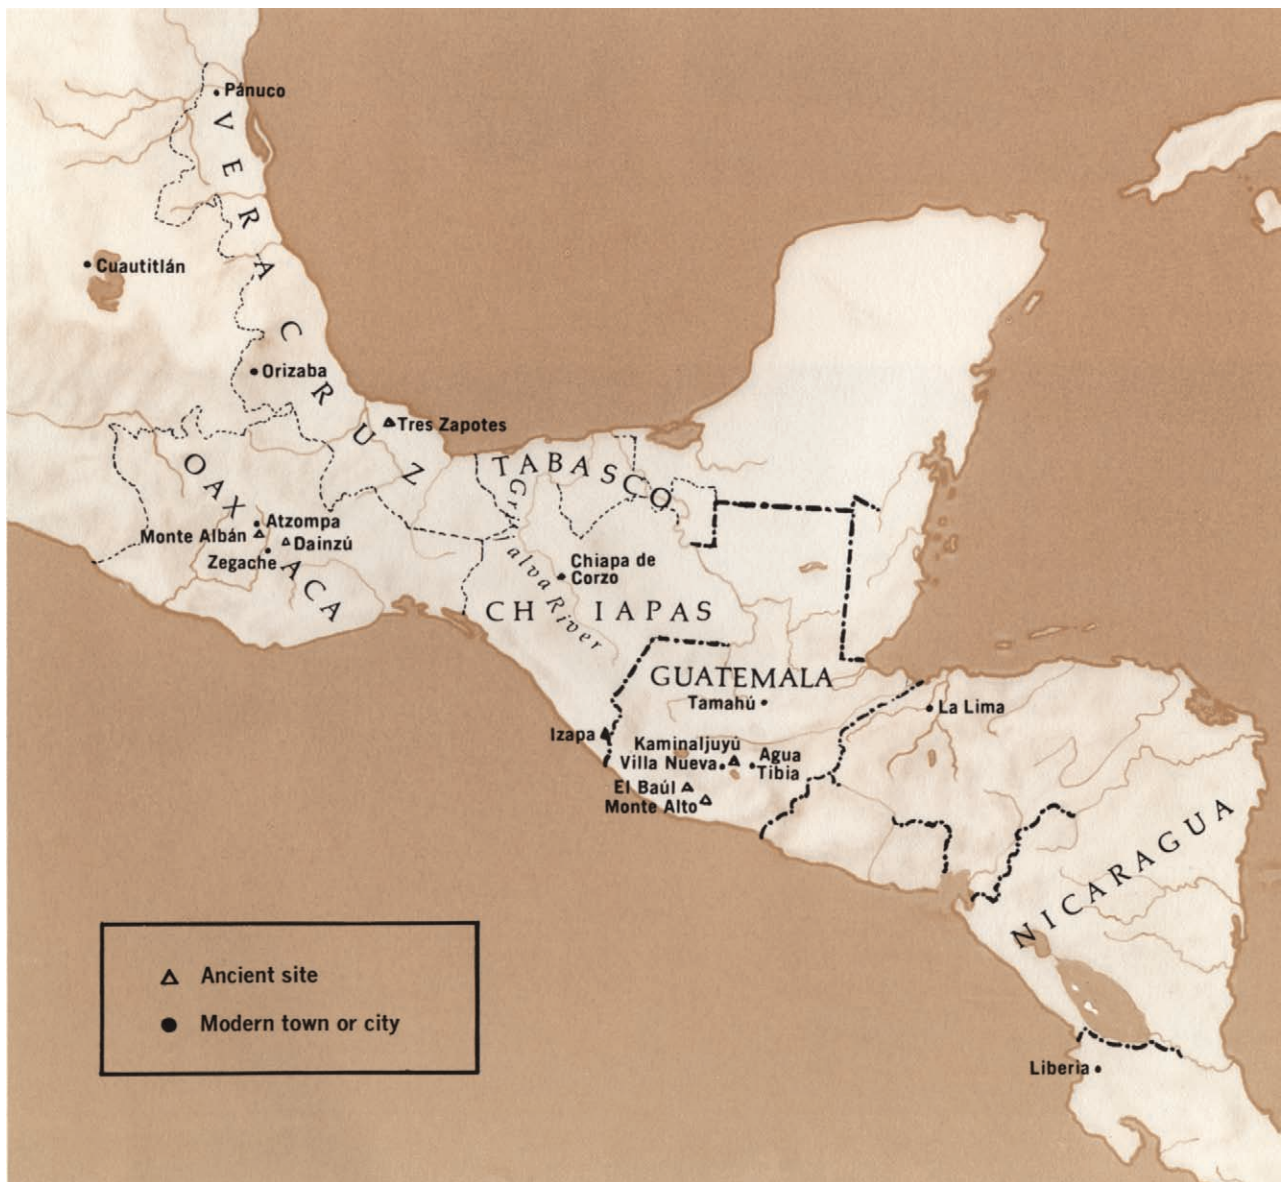 Pánuco
VERACRUZ
Cuautitlán
Orizaba
Tres Zapotes
TABASCO
OAXACA
Grijalva River
Atzompa
Monte Albán
Dainzú
Zegache
Chiapa de
Corzo
CHIAPAS
GUATEMALA
Tamahú
La Lima
Izapa
Kaminaljuyú
Villa Nueva
Agua
Tibia
El Baúl
Monte Alto
NICARAGUA
Ancient site
Modern town or city
Liberia